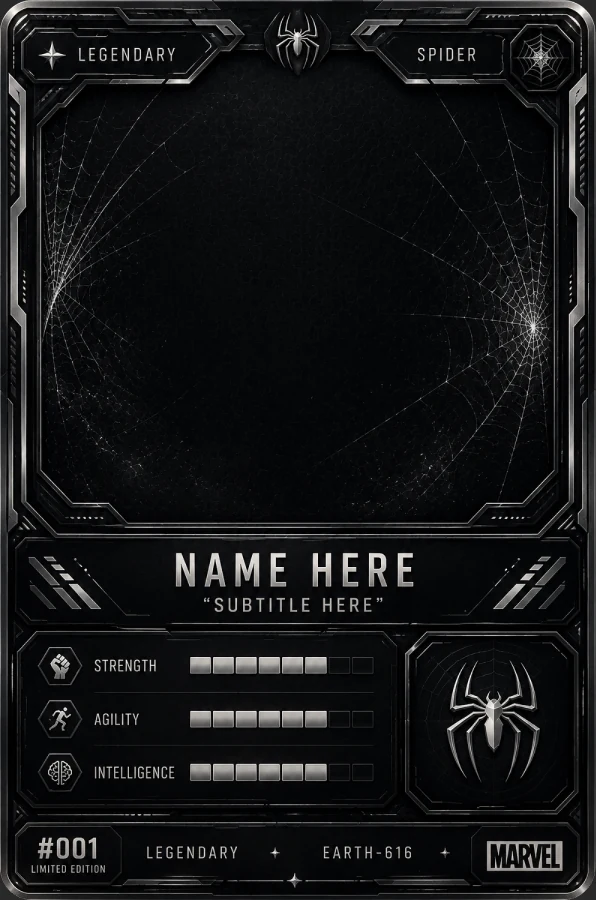 LEGENDARY
SPIDER
NAME HERE
“SUBTITLE HERE”
STRENGTH
AGILITY
INTELLIGENCE
#001
LIMITED EDITION
LEGENDARY
EARTH-616
MARVEL